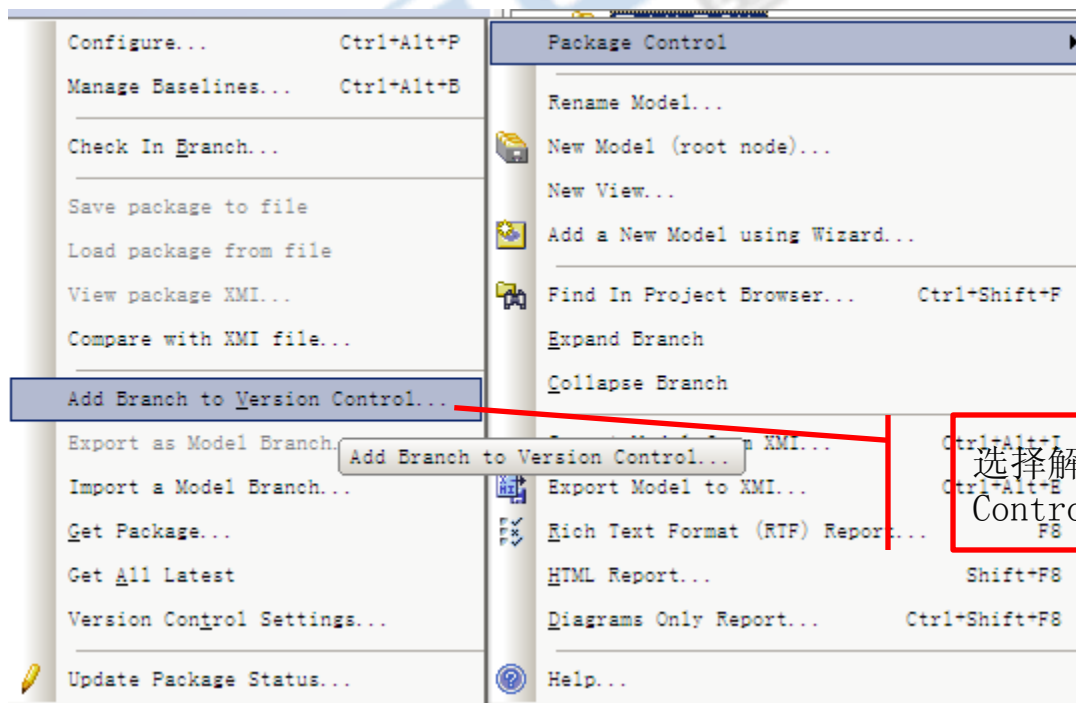 Configure... Ctrl+Alt+P
Manage Baselines... Ctrl+Alt+B
Check In Branch...
Save package to file
Load package from file
View package XMI...
Compare with XMI file...
Add Branch to Version Control...
Export as Model Branch.
Import a Model Branch...
Get Package...
Get All Latest
Version Control Settings...
Update Package Status...
Add Branch to Version Control...
Package Control
Rename Model...
New Model (root node)...
New View...
Add a New Model using Wizard...
Find In Project Browser... Ctrl+Shift+F
Expand Branch
Collapse Branch
XMI... Ctrl+Alt+I
Export Model to XMI... Ctrl+Alt+E
Rich Text Format (RTF) Report... F8
HTML Report... Shift+F8
Diagrams Only Report... Ctrl+Shift+F8
Help...
选择解
Contro